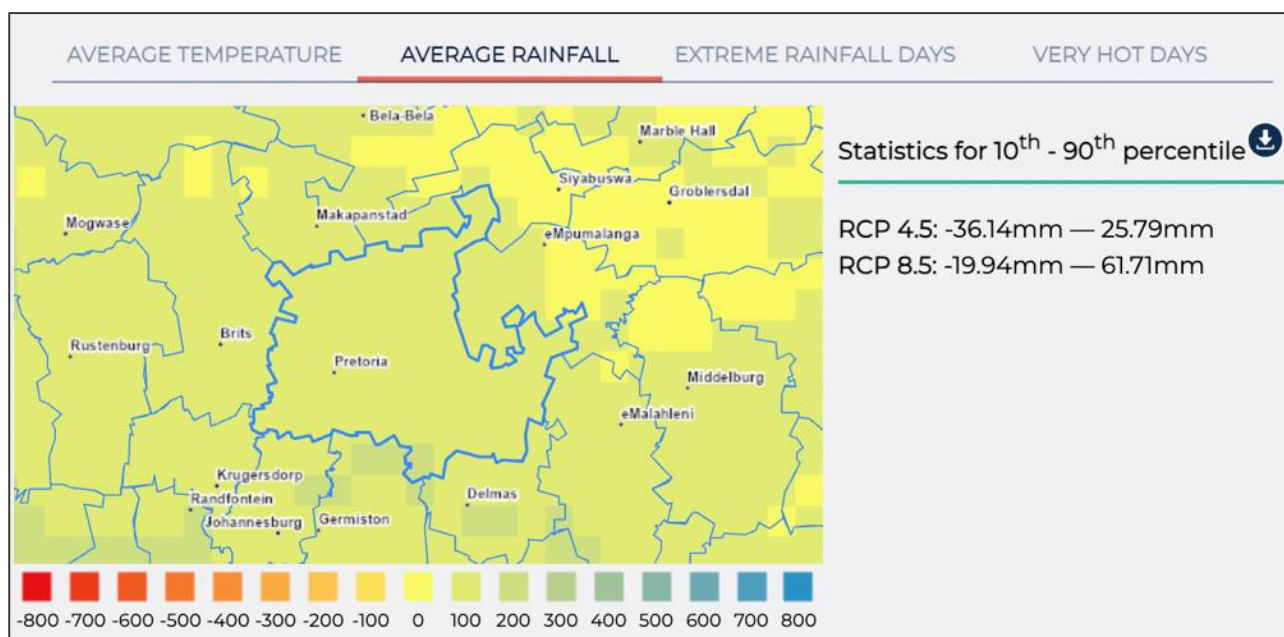 AVERAGE TEMPERATURE AVERAGE RAINFALL EXTREME RAINFALL DAYS VERY HOT DAYS
Bela-Bela
Marble Hall
Siyabuswa
Groblersdal
Mogwase
Makapanstad
eMpumalanga
Brits
Rustenburg
Pretoria
Middelburg
eMalahleni
Krugersdorp
Randfontein
Delmas
Johannesburg
Germiston
-800 -700 -600 -500 -400 -300 -200 -100 0 100 200 300 400 500 600 700 800
Statistics for 10th - 90th percentile
RCP 4.5: -36.14mm — 25.79mm
RCP 8.5: -19.94mm — 61.71mm